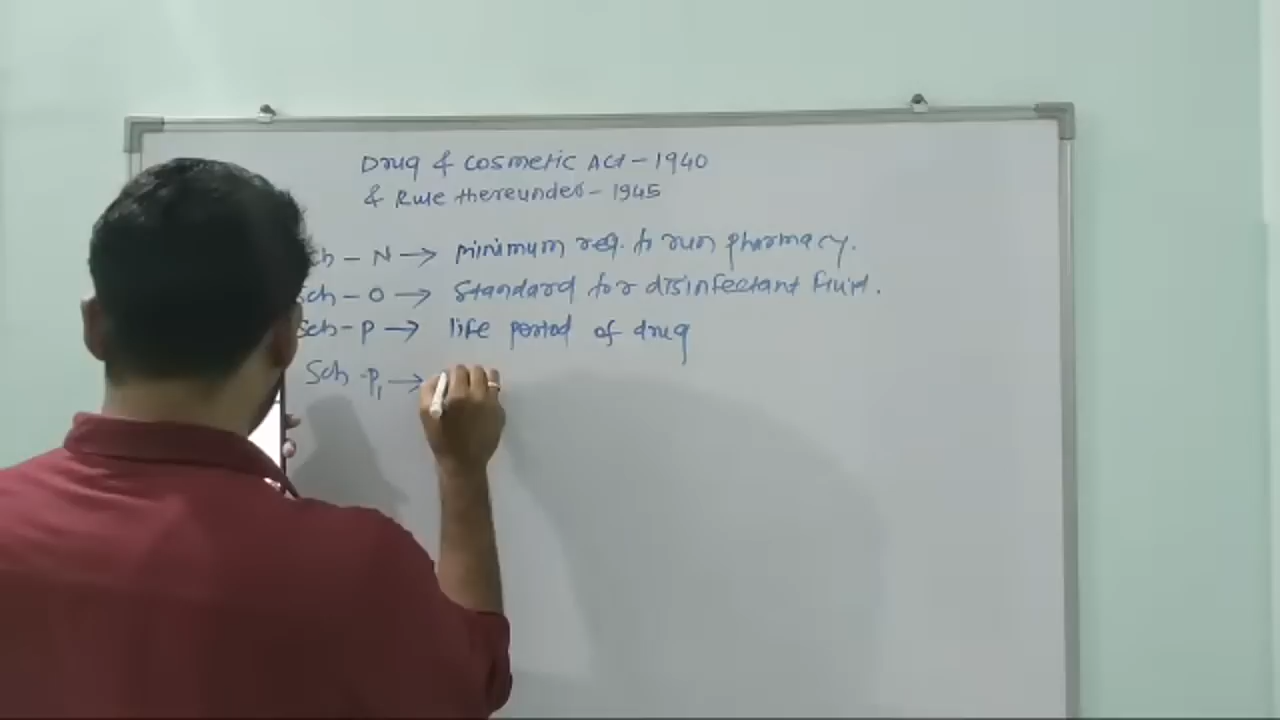 Drug & Cosmetic Act - 1940
& Rule thereunder - 1945
Sch - N → minimum req. to run pharmacy.
Sch - O → Standard for disinfectant fluid.
Sch - P → life period of drug
Sch - P1 →